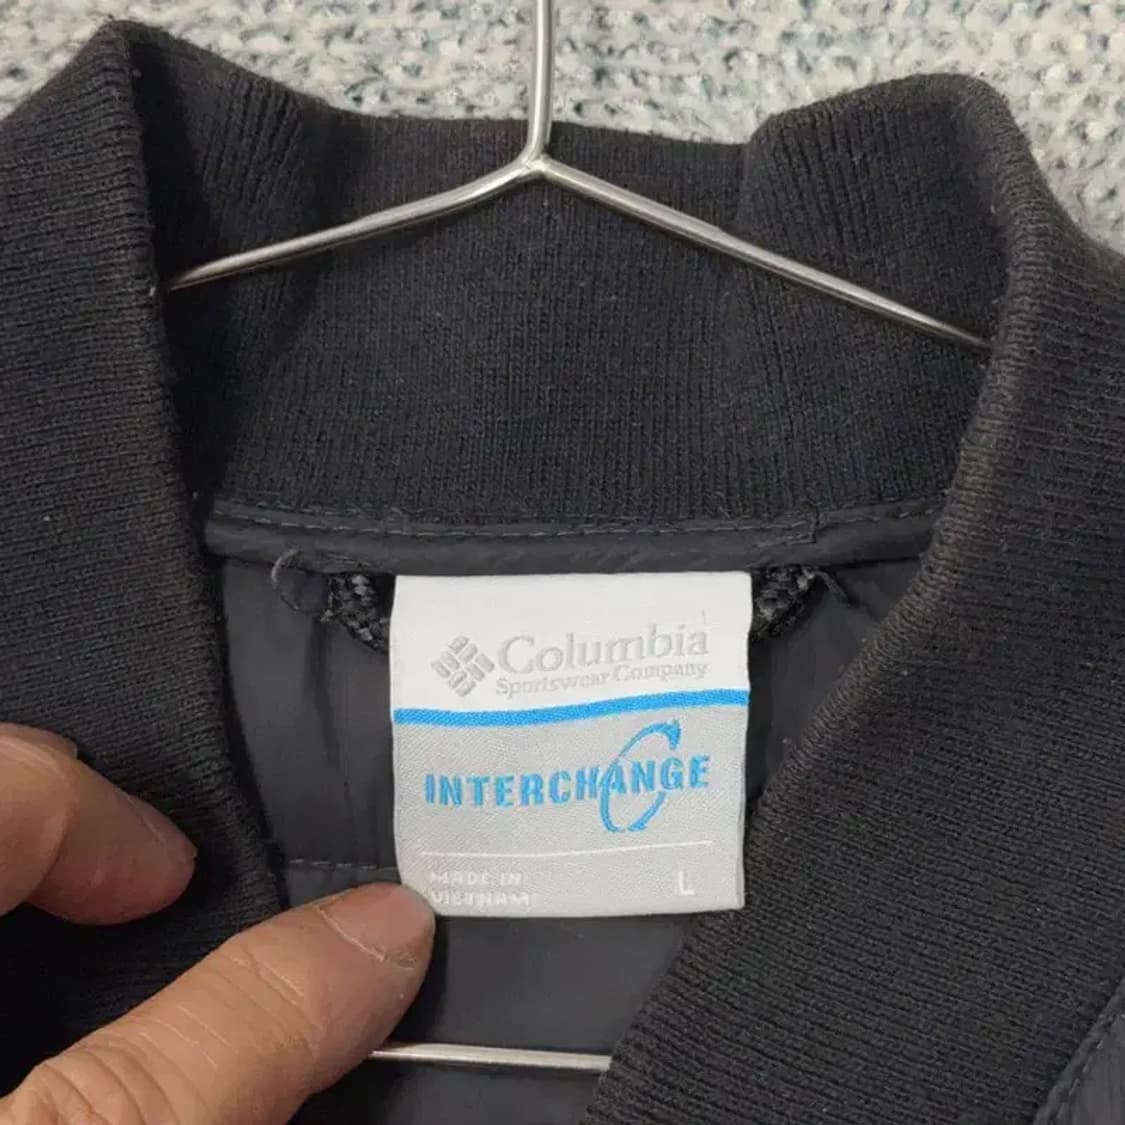 Columbia
Sportswear Company
INTERCHANGE
MADE IN
VIETNAM
L